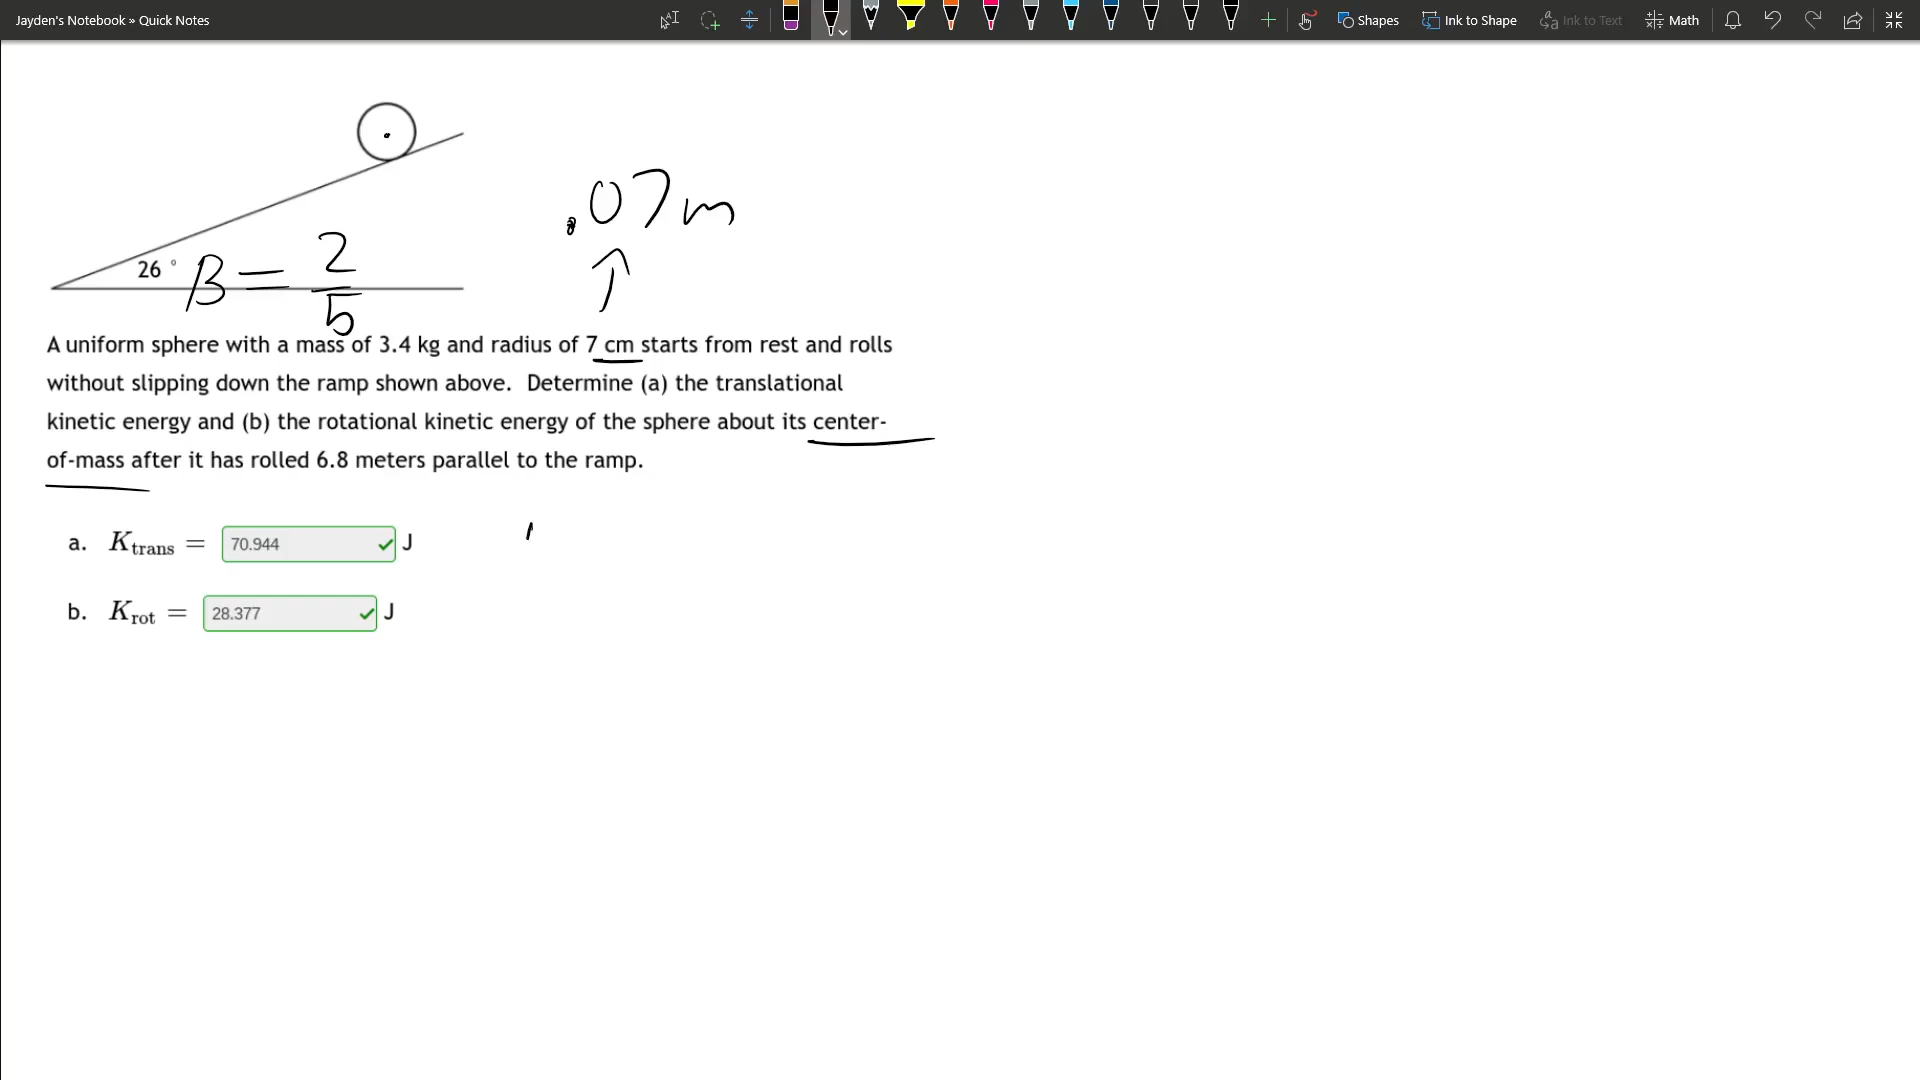 Jayden's Notebook » Quick Notes
Shapes
Ink to Shape
Ink to Text
Math
.07m
↑
26 °
β = 2/5
A uniform sphere with a mass of 3.4 kg and radius of 7 cm starts from rest and rolls
without slipping down the ramp shown above. Determine (a) the translational
kinetic energy and (b) the rotational kinetic energy of the sphere about its center-
of-mass after it has rolled 6.8 meters parallel to the ramp.
a. Ktrans = 70.944 J
b. Krot = 28.377 J